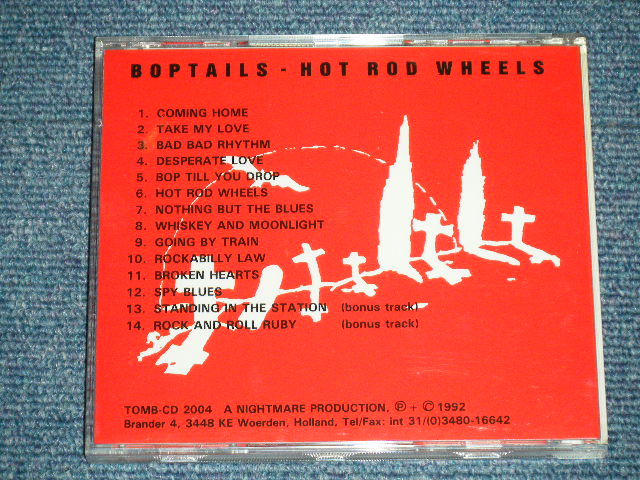 BOPTAILS - HOT ROD WHEELS
1. COMING HOME
2. TAKE MY LOVE
3. BAD BAD RHYTHM
4. DESPERATE LOVE
5. BOP TILL YOU DROP
6. HOT ROD WHEELS
7. NOTHING BUT THE BLUES
8. WHISKEY AND MOONLIGHT
9. GOING BY TRAIN
10. ROCKABILLY LAW
11. BROKEN HEARTS
12. SPY BLUES
13. STANDING IN THE STATION (bonus track)
14. ROCK AND ROLL RUBY (bonus track)
TOMB-CD 2004 A NIGHTMARE PRODUCTION, ℗ + © 1992
Brander 4, 3448 KE Woerden, Holland, Tel/Fax: int 31/(0)3480-16642